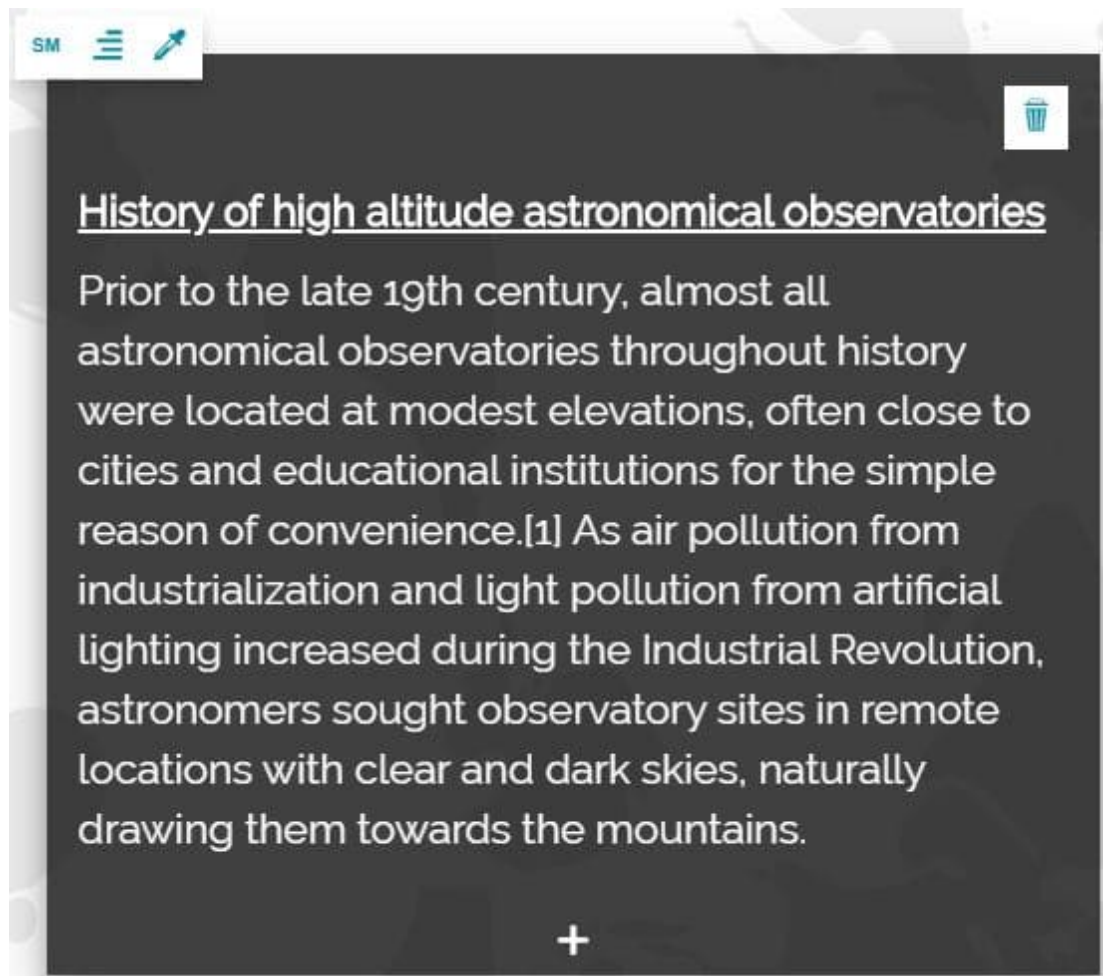 SM
History of high altitude astronomical observatories
Prior to the late 19th century, almost all
astronomical observatories throughout history
were located at modest elevations, often close to
cities and educational institutions for the simple
reason of convenience.[1] As air pollution from
industrialization and light pollution from artificial
lighting increased during the Industrial Revolution,
astronomers sought observatory sites in remote
locations with clear and dark skies, naturally
drawing them towards the mountains.
+